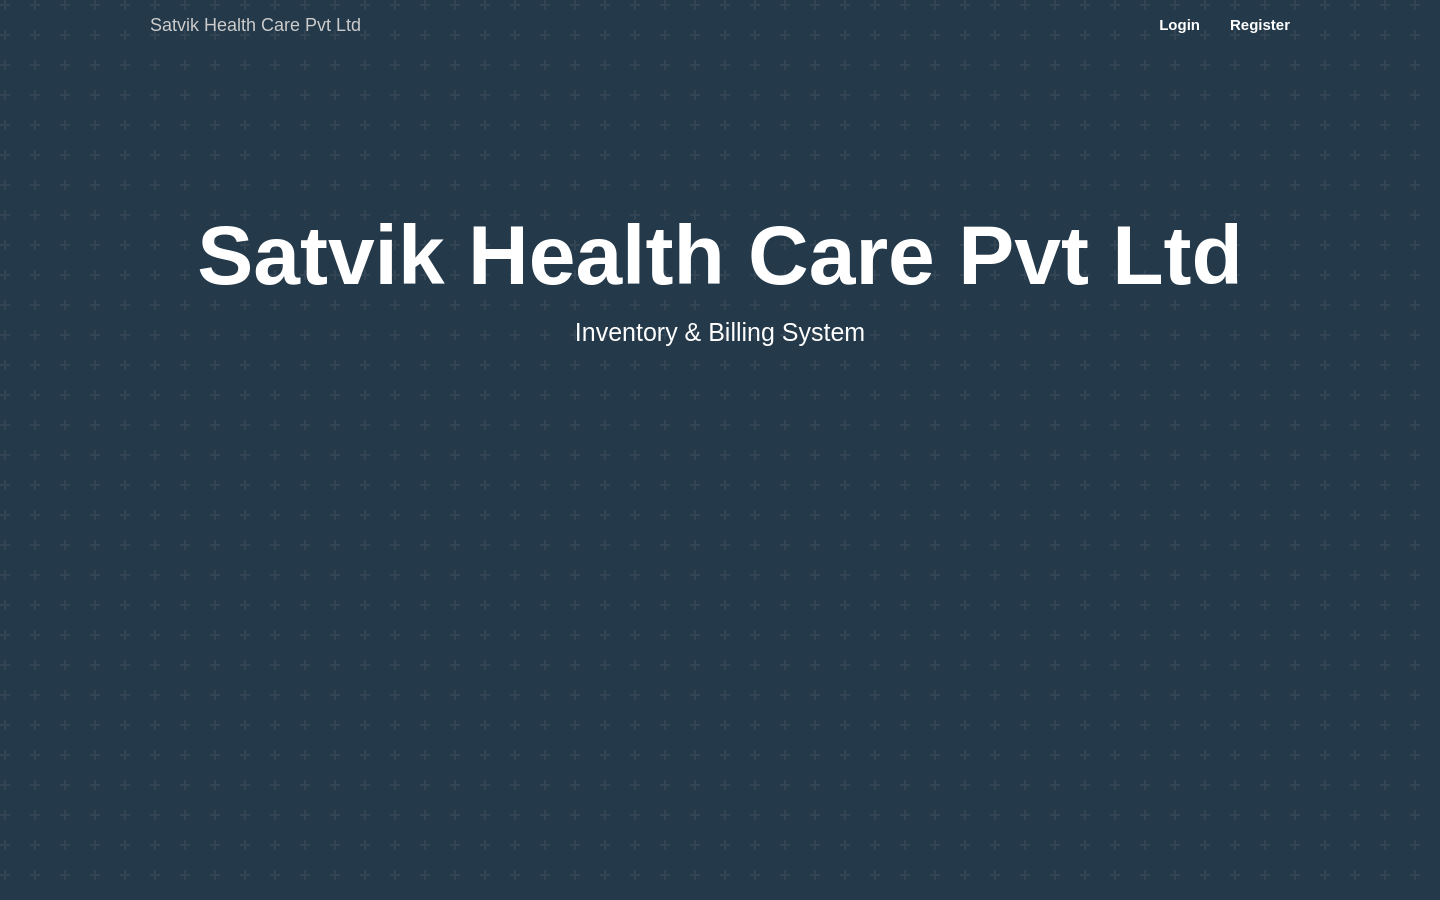 Satvik Health Care Pvt Ltd
Login
Register
Satvik Health Care Pvt Ltd
Inventory & Billing System